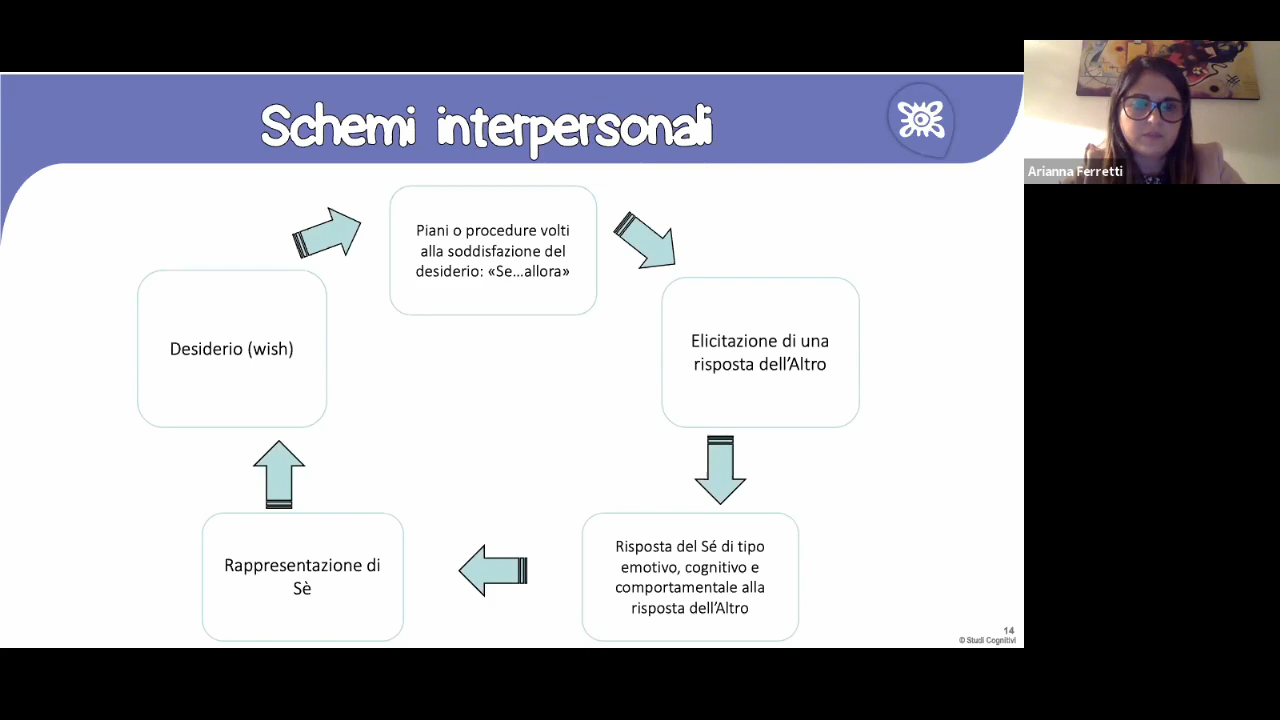 Schemi interpersonali
Arianna Ferretti
Piani o procedure volti
alla soddisfazione del
desiderio: «Se...allora»
Elicitazione di una
risposta dell'Altro
Risposta del Sé di tipo
emotivo, cognitivo e
comportamentale alla
risposta dell'Altro
Rappresentazione di
Sè
Desiderio (wish)
14
© Studi Cognitivi